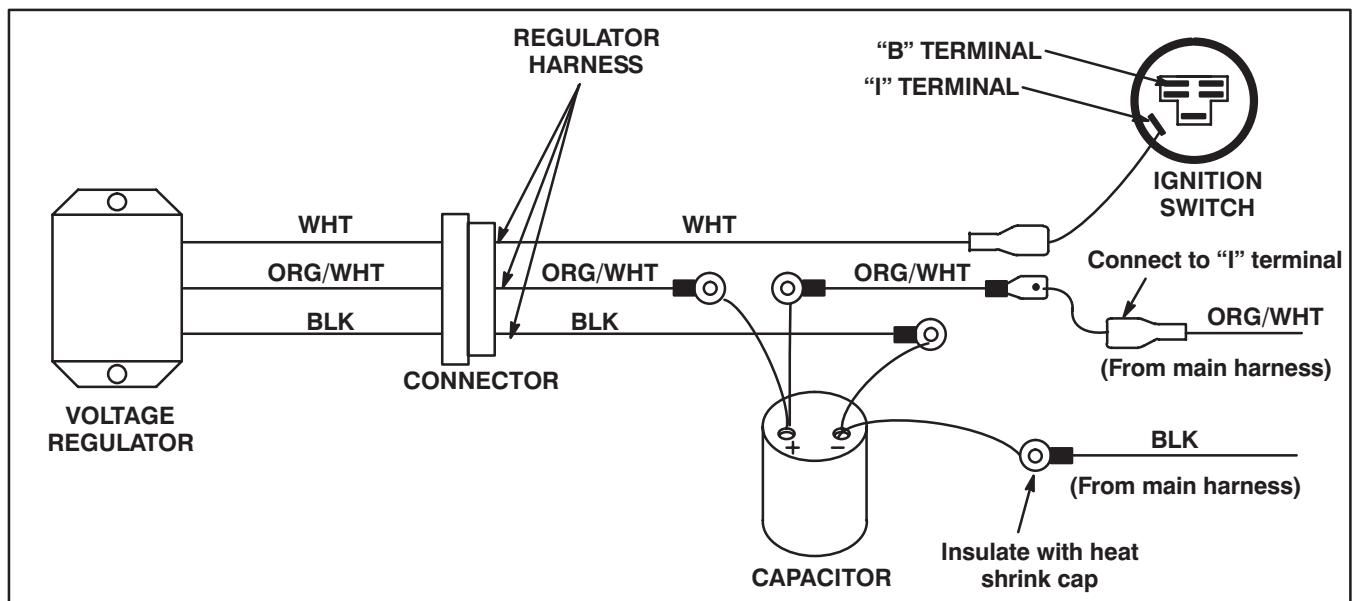 REGULATOR
HARNESS
“B” TERMINAL
“I” TERMINAL
IGNITION
SWITCH
WHT
WHT
ORG/WHT
ORG/WHT
ORG/WHT
Connect to “I” terminal
ORG/WHT
(From main harness)
BLK
BLK
CONNECTOR
VOLTAGE
REGULATOR
+
–
BLK
(From main harness)
Insulate with heat
shrink cap
CAPACITOR